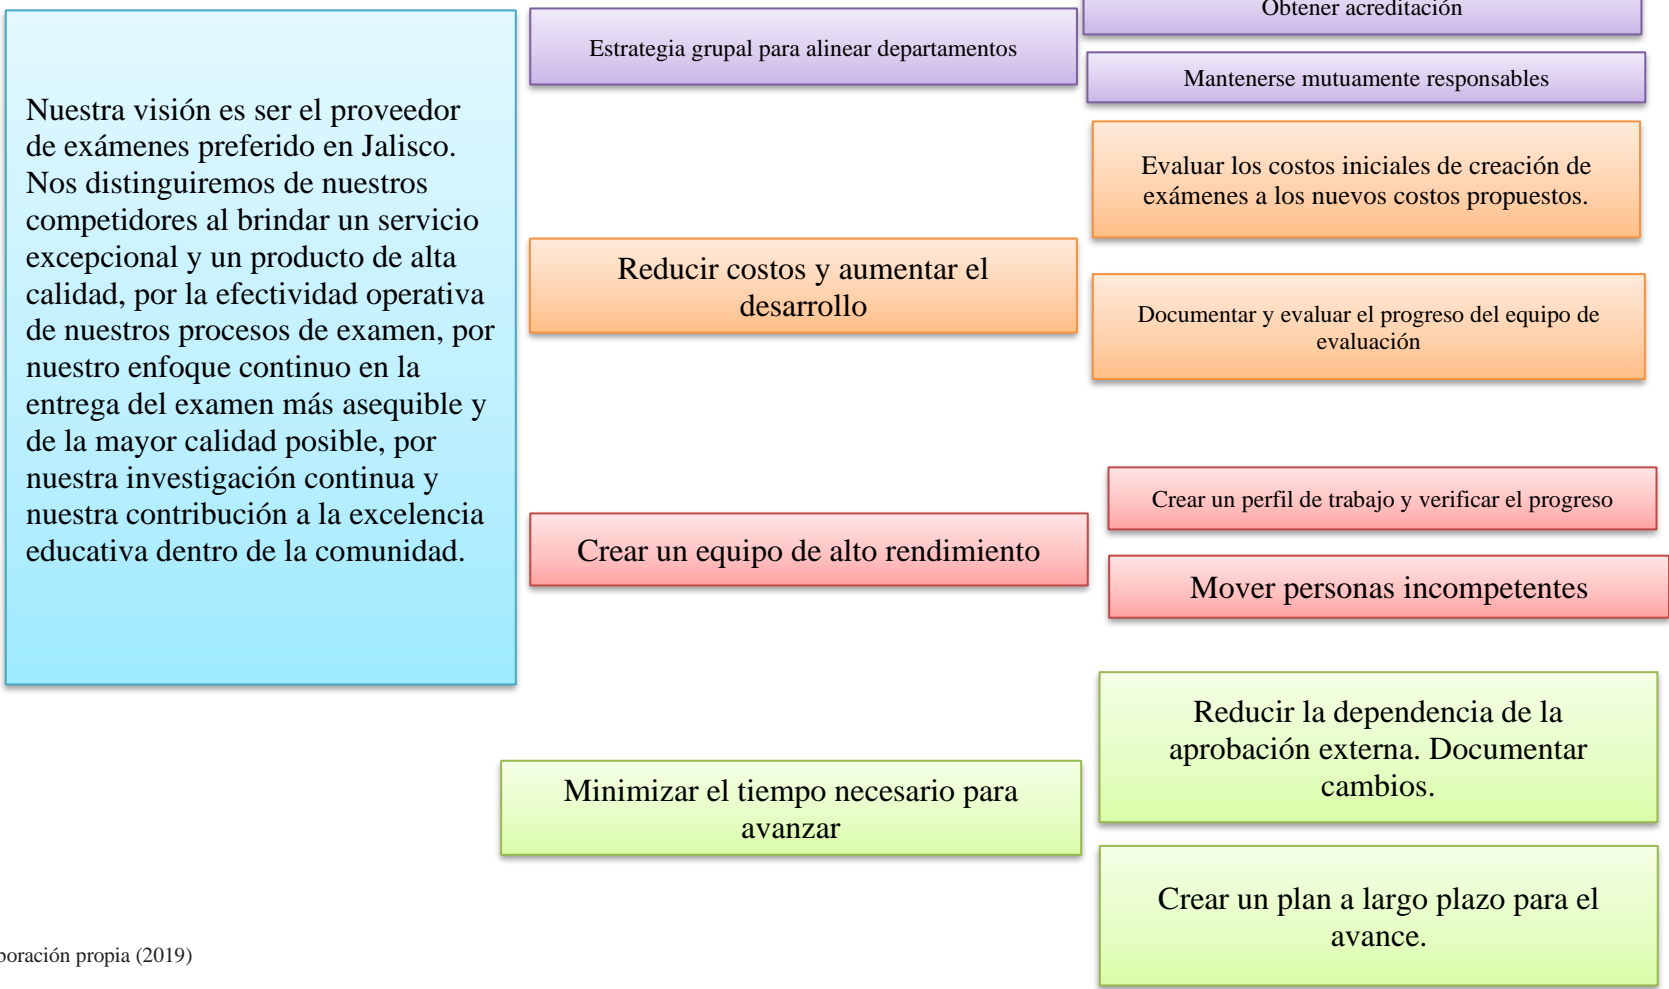 Nuestra visión es ser el proveedor
de exámenes preferido en Jalisco.
Nos distinguiremos de nuestros
competidores al brindar un servicio
excepcional y un producto de alta
calidad, por la efectividad operativa
de nuestros procesos de examen, por
nuestro enfoque continuo en la
entrega del examen más asequible y
de la mayor calidad posible, por
nuestra investigación continua y
nuestra contribución a la excelencia
educativa dentro de la comunidad.
Estrategia grupal para alinear departamentos
Obtener acreditación
Mantenerse mutuamente responsables
Reducir costos y aumentar el
desarrollo
Evaluar los costos iniciales de creación de
exámenes a los nuevos costos propuestos.
Documentar y evaluar el progreso del equipo de
evaluación
Crear un equipo de alto rendimiento
Crear un perfil de trabajo y verificar el progreso
Mover personas incompetentes
Minimizar el tiempo necesario para
avanzar
Reducir la dependencia de la
aprobación externa. Documentar
cambios.
Crear un plan a largo plazo para el
avance.
propia (2019)